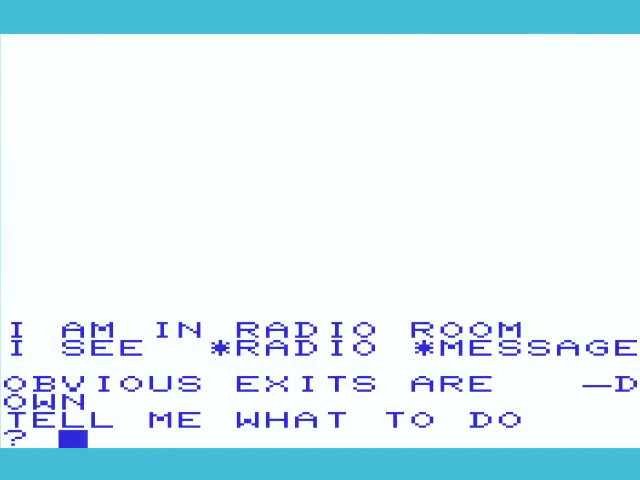 I AM IN RADIO ROOM
I SEE *RADIO *MESSAGE
OBVIOUS EXITS ARE —D
OWN
TELL ME WHAT TO DO
?